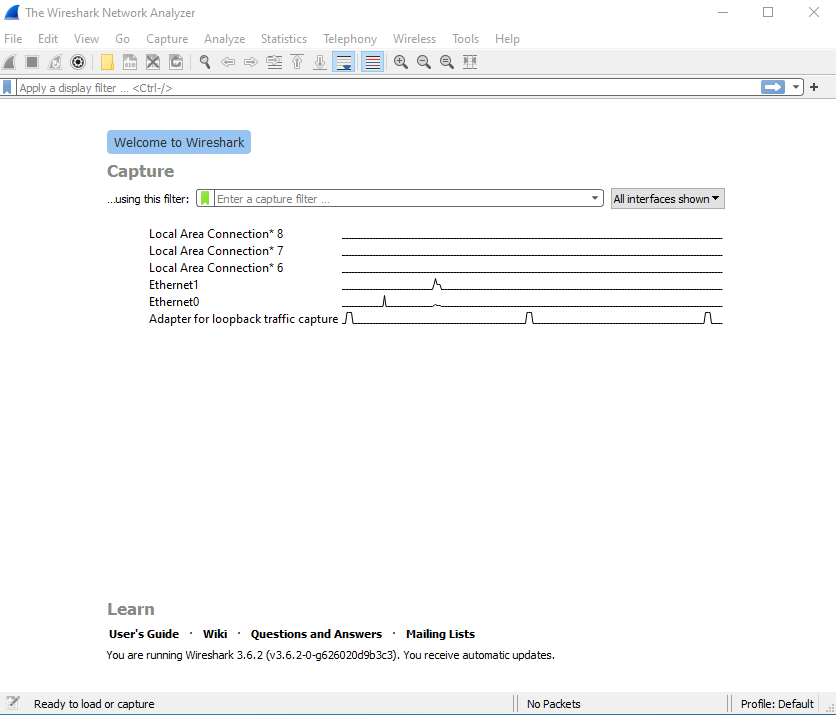 The Wireshark Network Analyzer
File Edit View Go Capture Analyze Statistics Telephony Wireless Tools Help
Apply a display filter ... <Ctrl-/>
Welcome to Wireshark
Capture
...using this filter: Enter a capture filter ... All interfaces shown
Local Area Connection* 8
Local Area Connection* 7
Local Area Connection* 6
Ethernet1
Ethernet0
Adapter for loopback traffic capture
Learn
User's Guide · Wiki · Questions and Answers · Mailing Lists
You are running Wireshark 3.6.2 (v3.6.2-0-g626020d9b3c3). You receive automatic updates.
Ready to load or capture No Packets Profile: Default